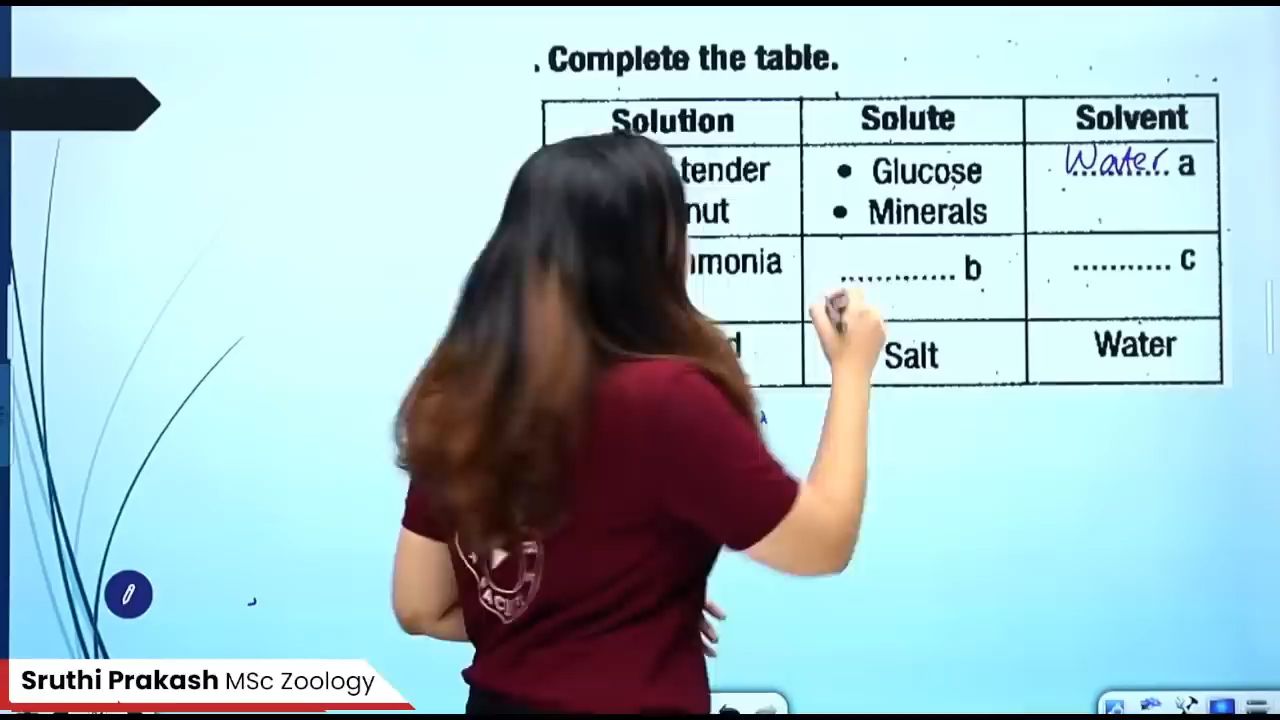 . Complete the table.
Solution Solute Solvent
tender • Glucose Water a
nut • Minerals
monia ............ b ........... c
d Salt Water
Sruthi Prakash MSc Zoology